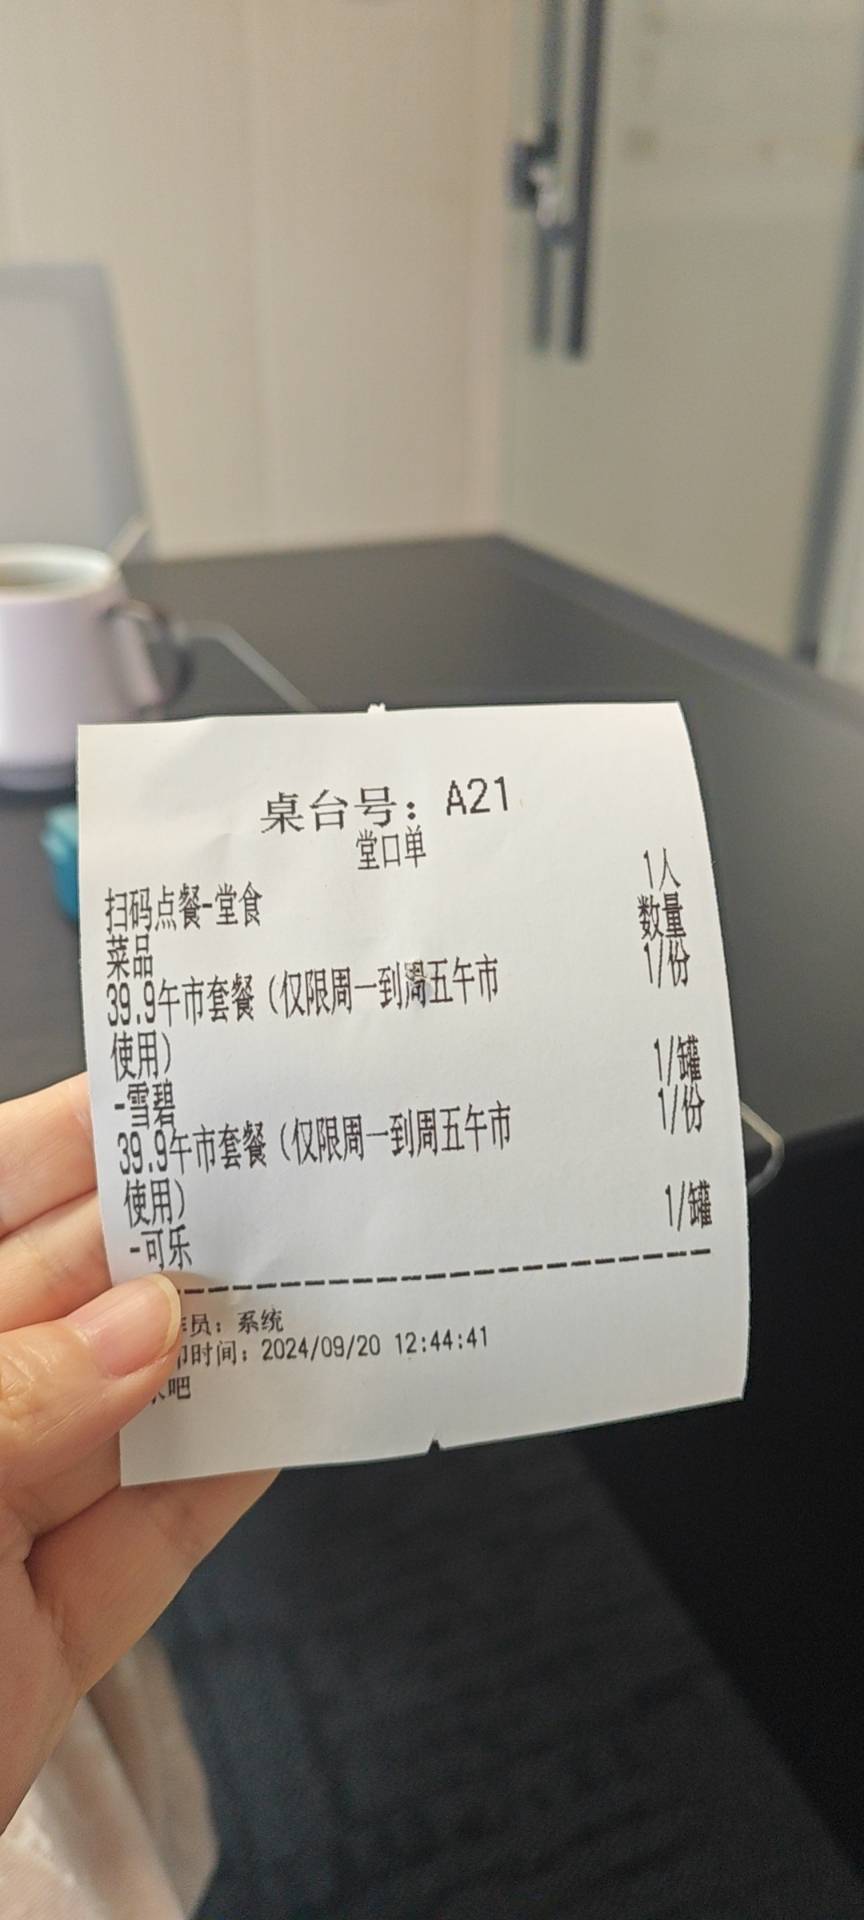 桌台号：A21
堂口单
扫码点餐-堂食 1人
菜品 数量
39.9午市套餐（仅限周一到周五午市 1/份
使用）
-雪碧 1/罐
39.9午市套餐（仅限周一到周五午市 1/份
使用）
-可乐 1/罐
员：系统
时间：2024/09/20 12:44:41
吧